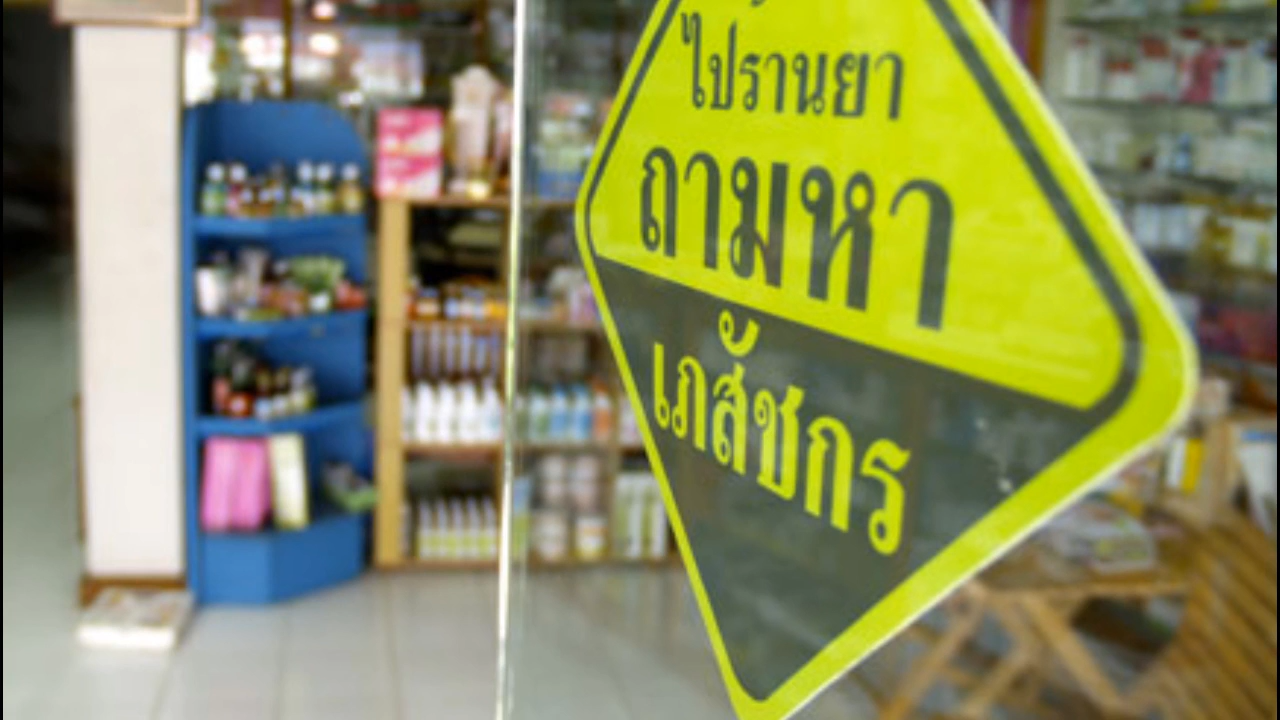 ไปร้านยา
ถามหา
เภสัชกร